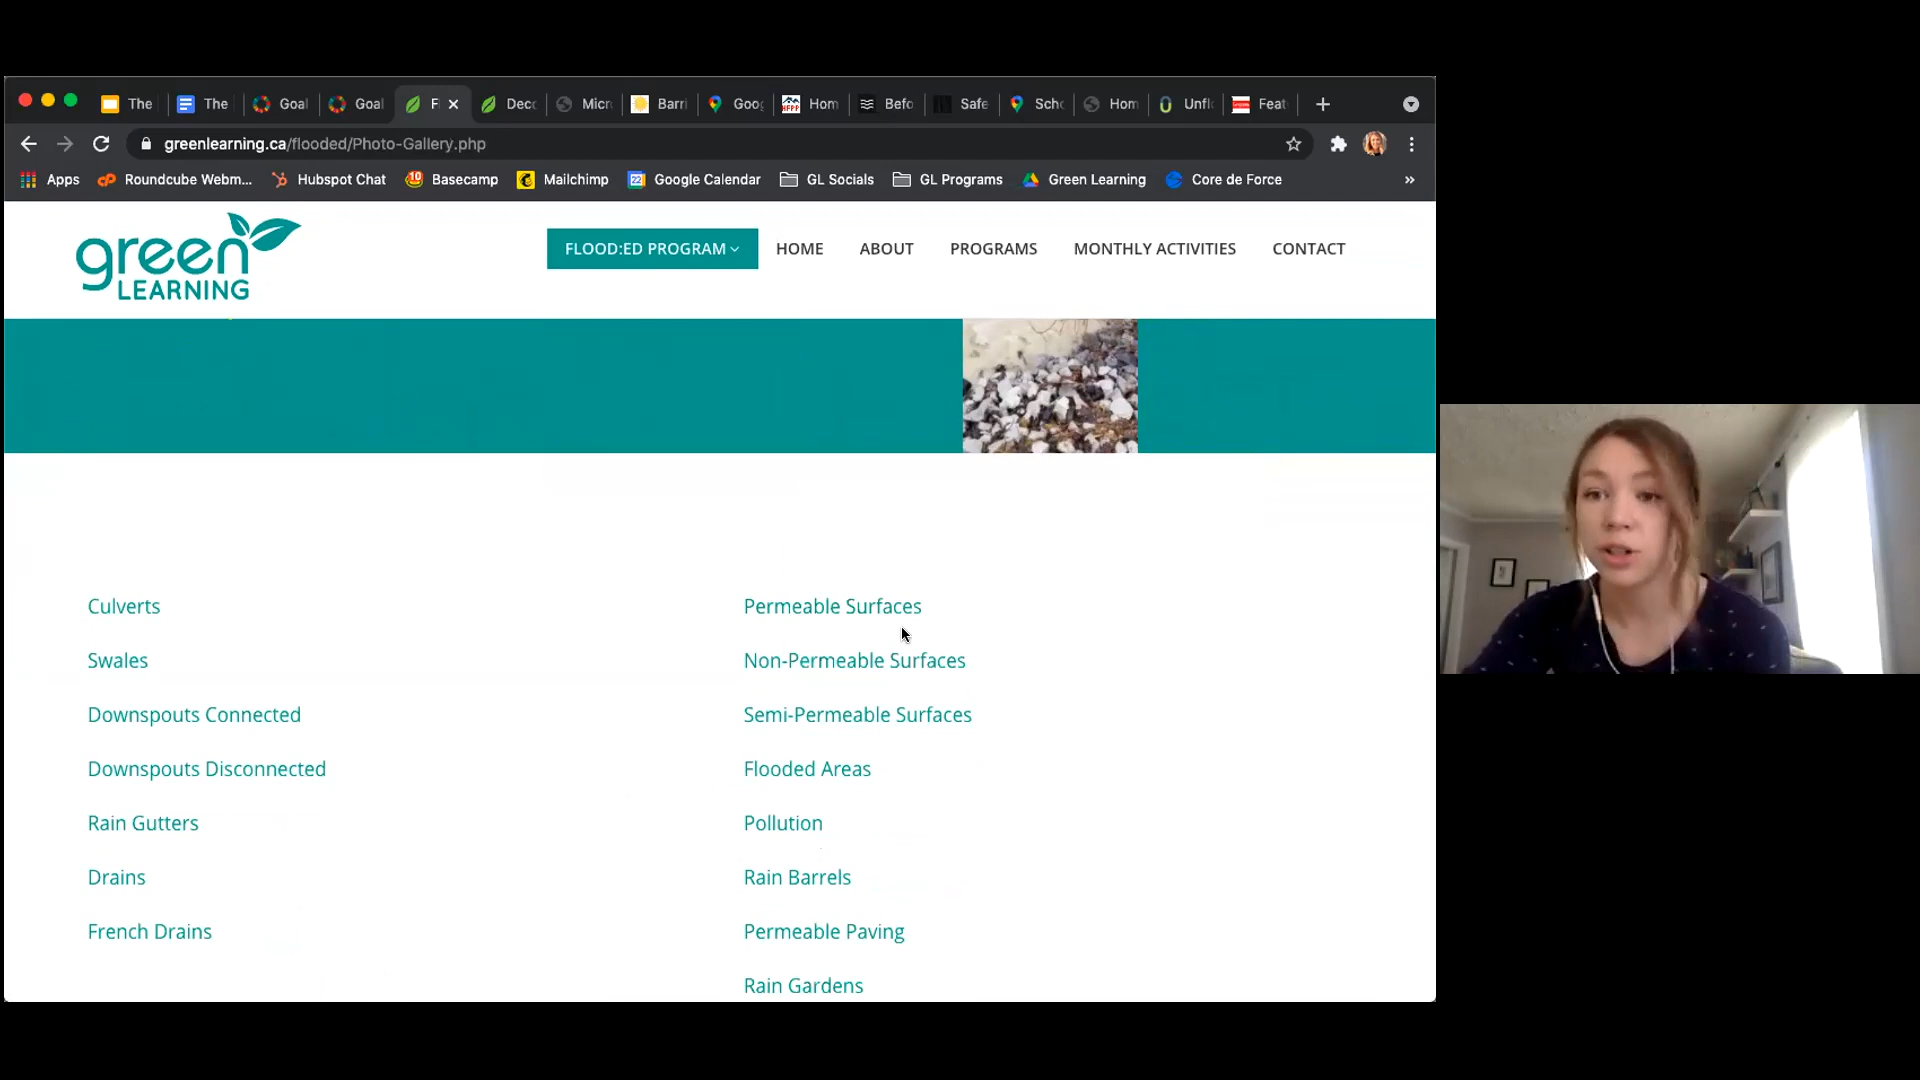 The
The
Goal
Goal
F
Deco
Micr
Barri
Goog
Hom
Befo
Safe
Scho
Hom
Unfl
Feat
greenlearning.ca/flooded/Photo-Gallery.php
Apps
Roundcube Webm...
Hubspot Chat
10
Basecamp
Mailchimp
22
Google Calendar
GL Socials
GL Programs
Green Learning
Core de Force
»
green
LEARNING
FLOOD:ED PROGRAM
HOME
ABOUT
PROGRAMS
MONTHLY ACTIVITIES
CONTACT
Culverts
Swales
Downspouts Connected
Downspouts Disconnected
Rain Gutters
Drains
French Drains
Permeable Surfaces
Non-Permeable Surfaces
Semi-Permeable Surfaces
Flooded Areas
Pollution
Rain Barrels
Permeable Paving
Rain Gardens